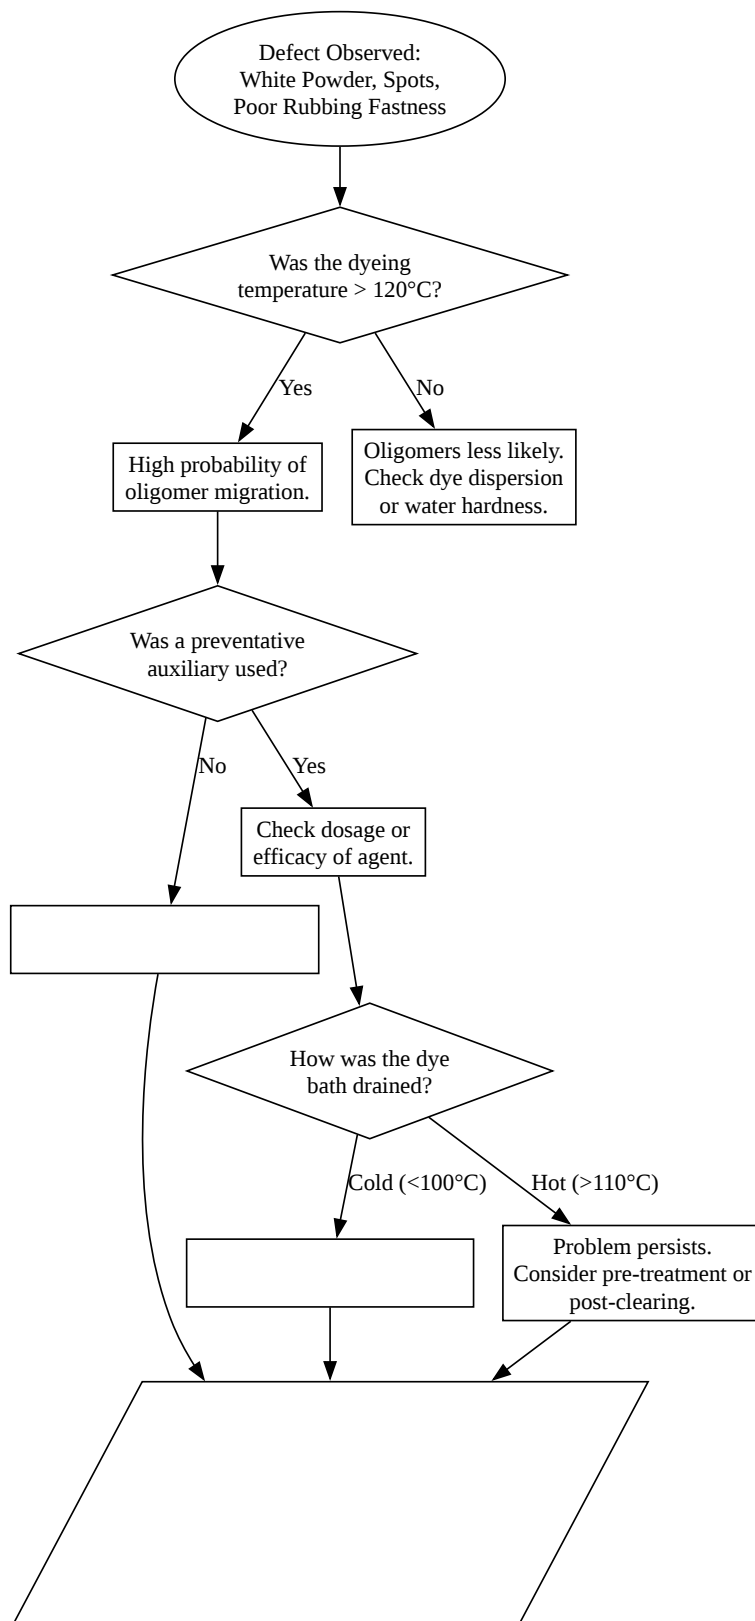 Defect Observed:
White Powder, Spots,
Poor Rubbing Fastness
Was the dyeing
temperature > 120°C?
Yes
No
High probability of
oligomer migration.
Oligomers less likely.
Check dye dispersion
or water hardness.
Was a preventative
auxiliary used?
No
Yes
Check dosage or
efficacy of agent.
How was the dye
bath drained?
Cold (<100°C)
Hot (>110°C)
Problem persists.
Consider pre-treatment or
post-clearing.